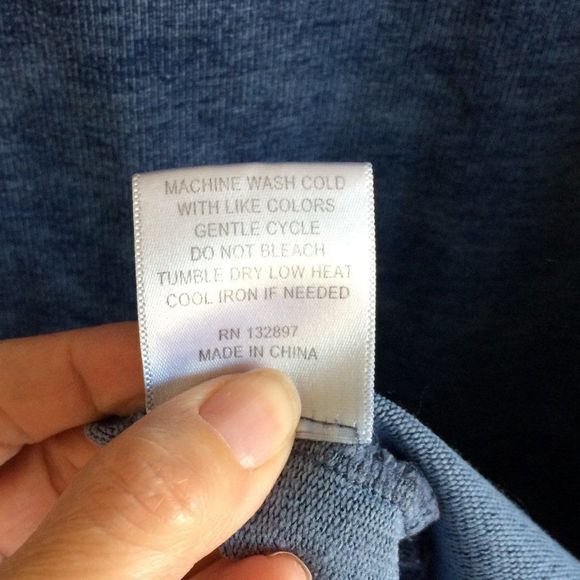 MACHINE WASH COLD
WITH LIKE COLORS
GENTLE CYCLE
DO NOT BLEACH
TUMBLE DRY LOW HEAT
COOL IRON IF NEEDED
RN 132897
MADE IN CHINA